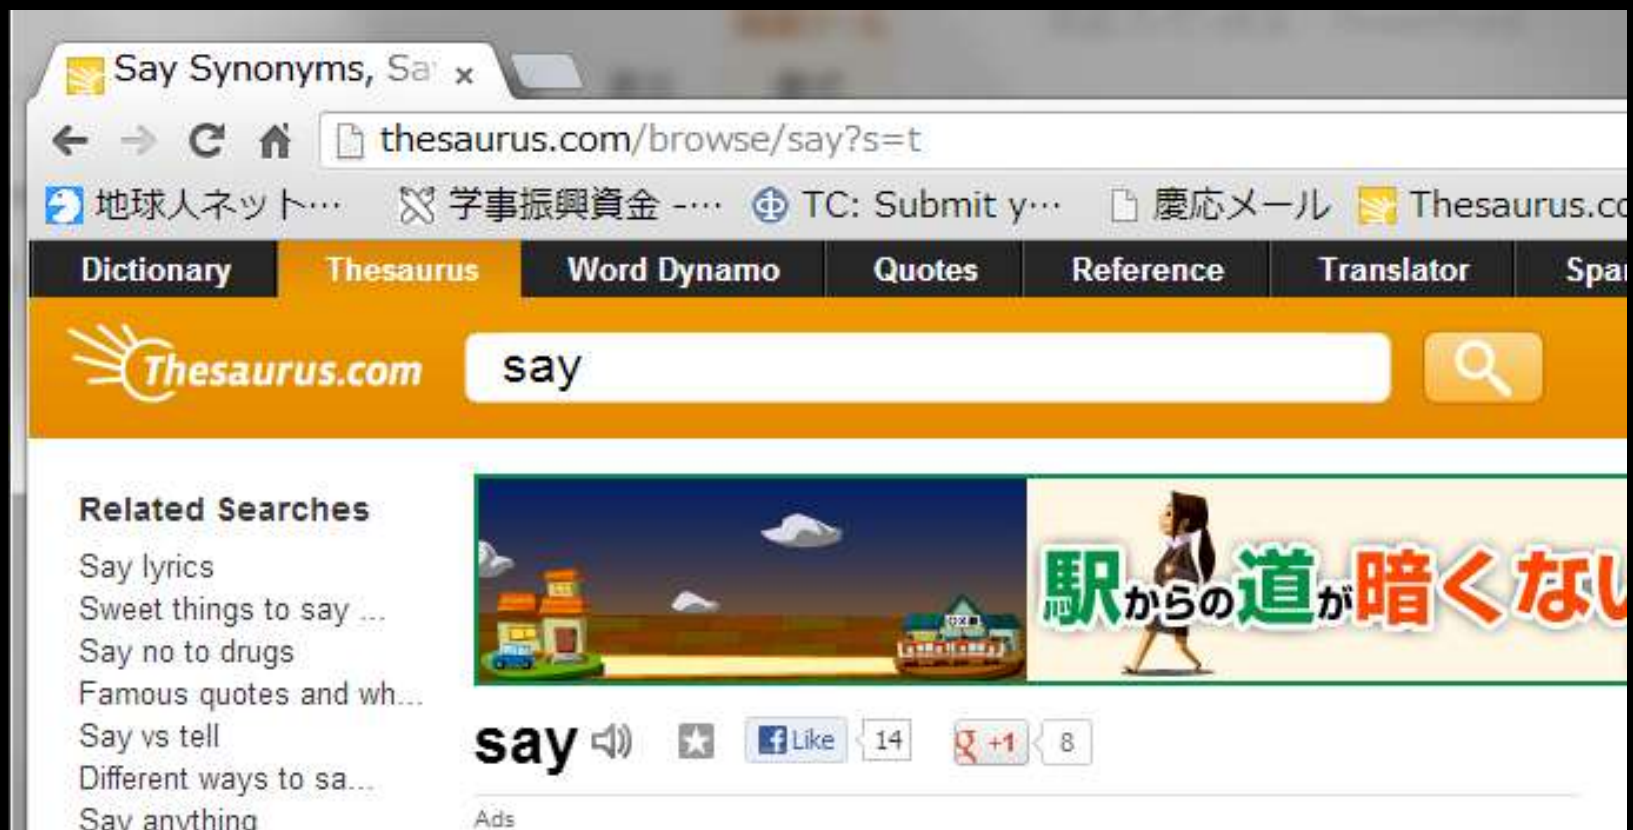 Say Synonyms, Sa
thesaurus.com/browse/say?s=t
地球人ネット… 学事振興資金 -… TC: Submit y… 慶応メール Thesaurus.co
Dictionary Thesaurus Word Dynamo Quotes Reference Translator Spa
Thesaurus.com say
Related Searches
Say lyrics
Sweet things to say ...
Say no to drugs
Famous quotes and wh...
Say vs tell
Different ways to sa...
Say anything
駅からの道が暗くない
say Like 14 +1 8
Ads